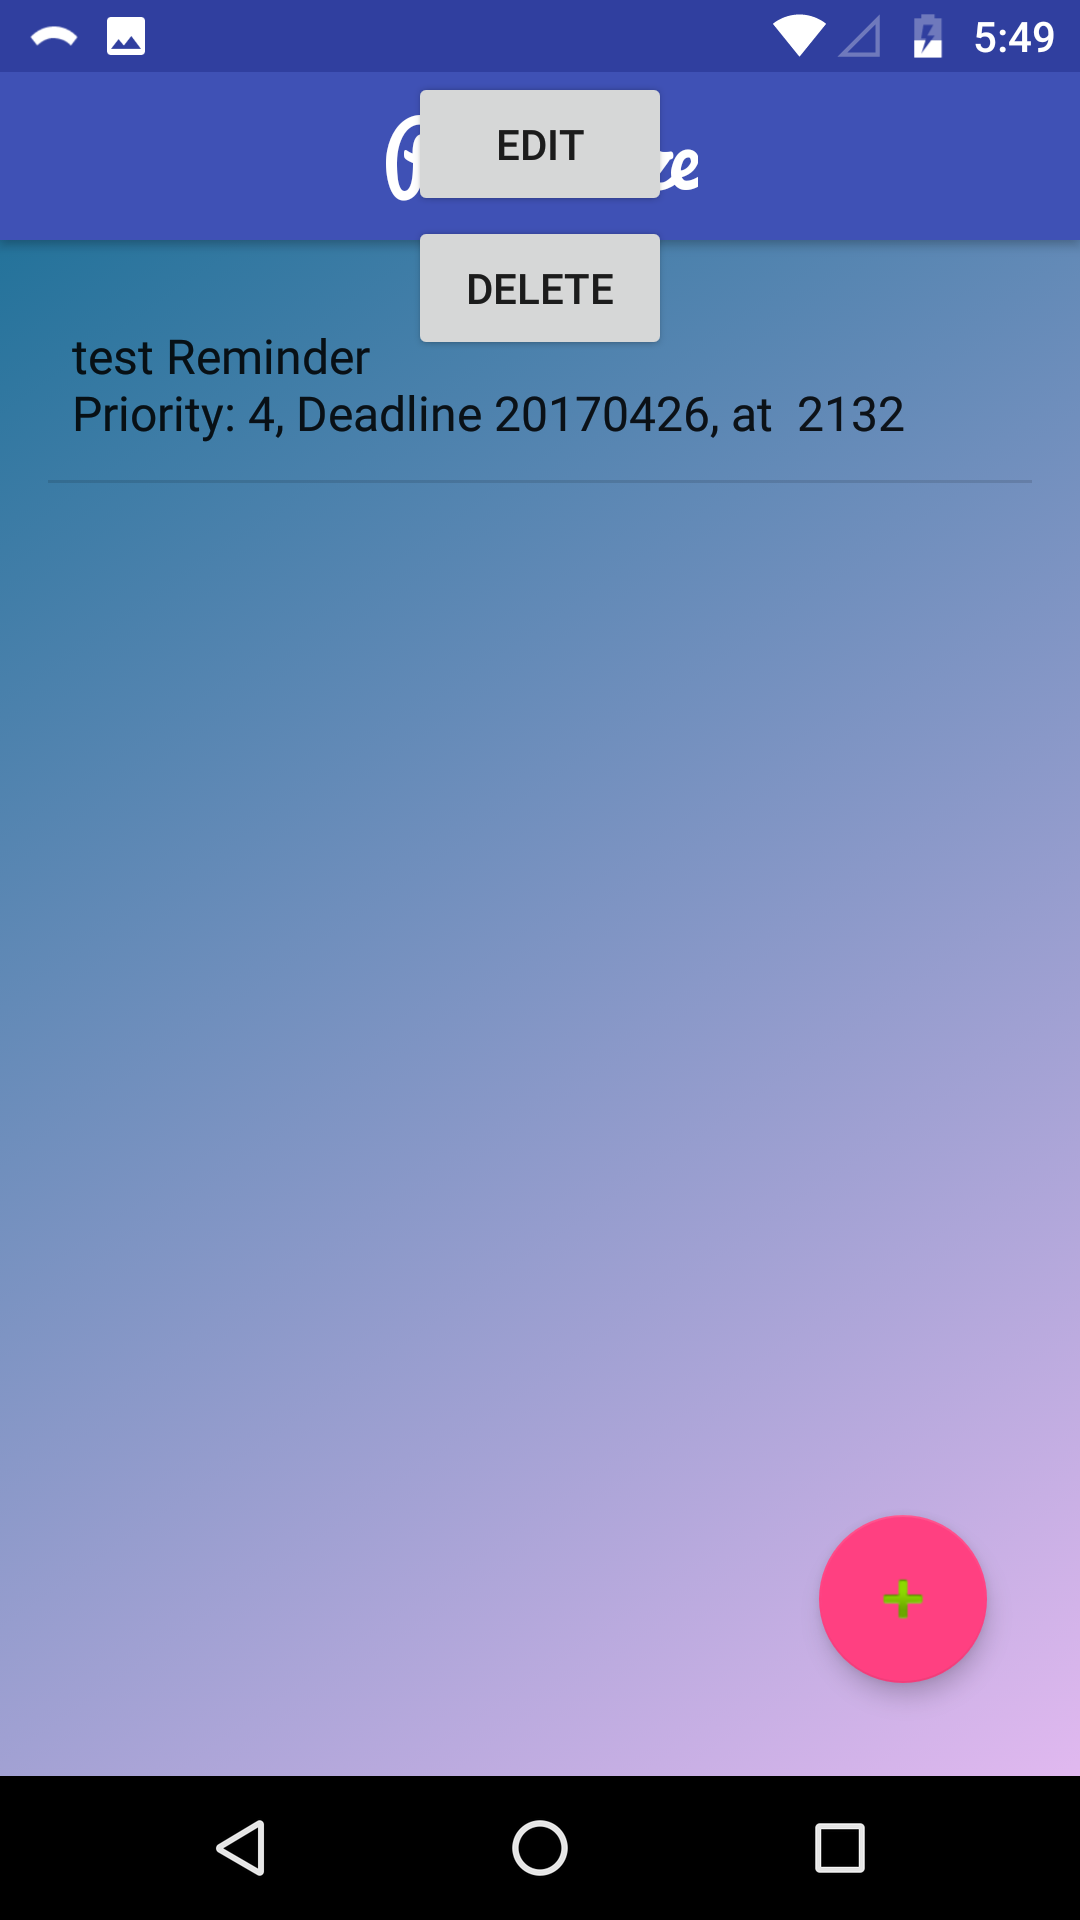 5:49
EDIT
DELETE
test Reminder
Priority: 4, Deadline 20170426, at  2132